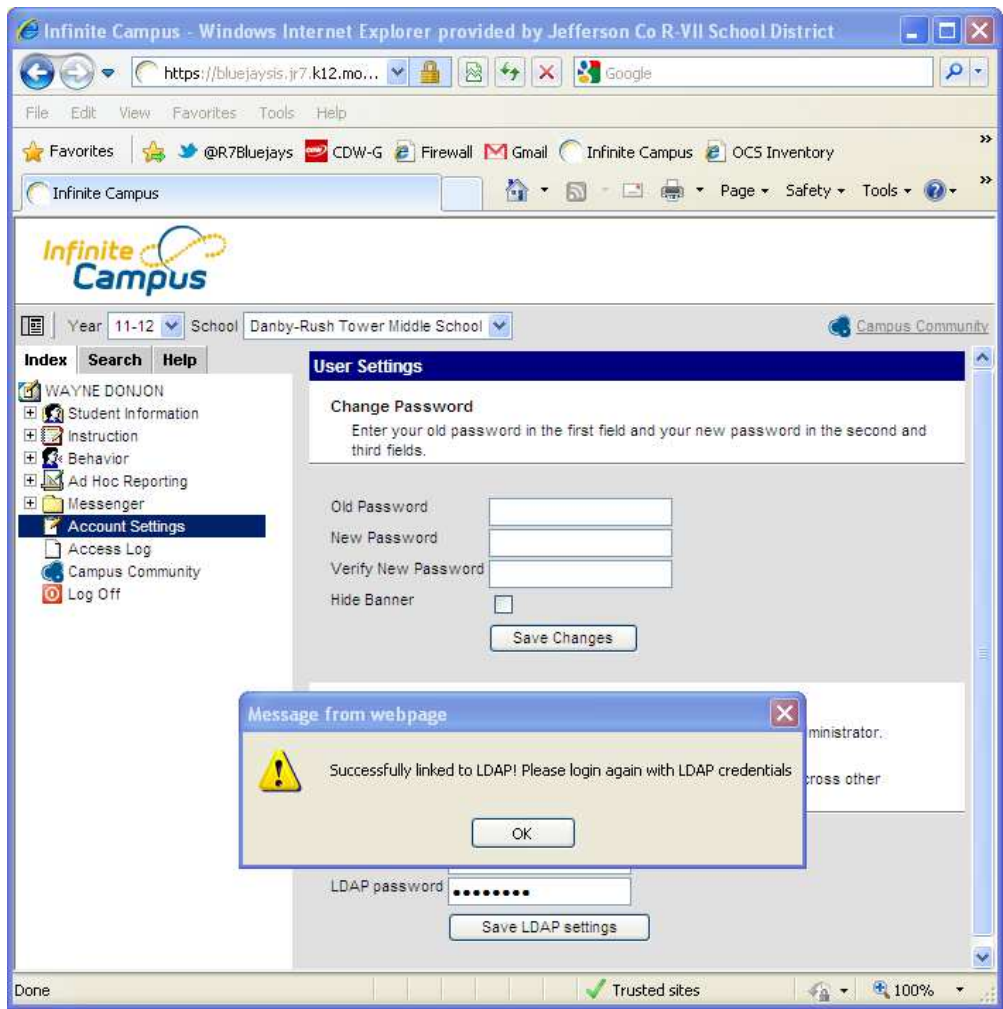 Infinite Campus - Windows Internet Explorer provided by Jefferson Co R-VII School District
https://bluejaysis.jr7.k12.mo...
Google
File Edit View Favorites Tools Help
Favorites @R7Bluejays CDW-G Firewall Gmail Infinite Campus OCS Inventory »
Infinite Campus Page Safety Tools »
Infinite
Campus
Year 11-12 School Danby-Rush Tower Middle School Campus Community
Index Search Help
WAYNE DONJON
Student Information
Instruction
Behavior
Ad Hoc Reporting
Messenger
Account Settings
Access Log
Campus Community
Log Off
User Settings
Change Password
Enter your old password in the first field and your new password in the second and
third fields.
Old Password
New Password
Verify New Password
Hide Banner
Save Changes
Message from webpage
Successfully linked to LDAP! Please login again with LDAP credentials
OK
ministrator.
cross other
LDAP password ••••••••
Save LDAP settings
Done Trusted sites 100%